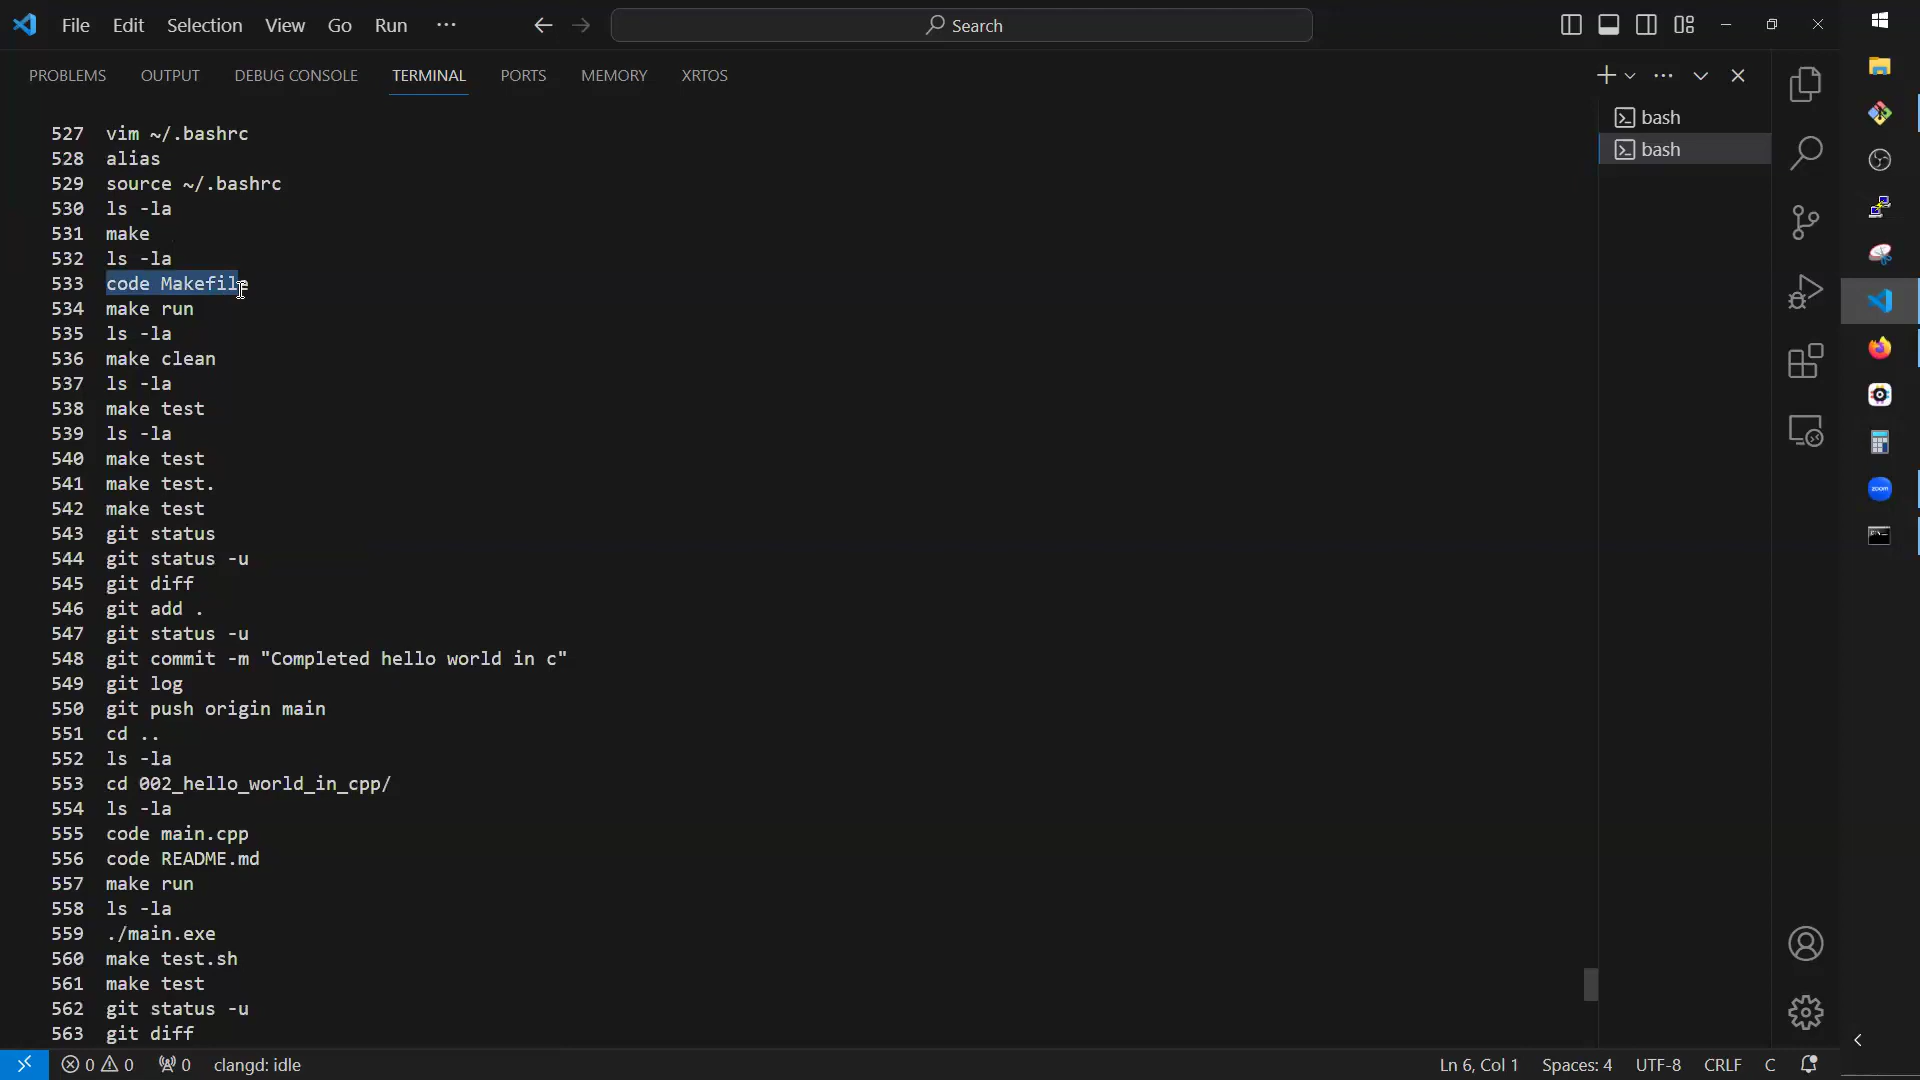 File Edit Selection View Go Run ··· Search
PROBLEMS OUTPUT DEBUG CONSOLE TERMINAL PORTS MEMORY XRTOS
bash
bash
527 vim ~/.bashrc
528 alias
529 source ~/.bashrc
530 ls -la
531 make
532 ls -la
533 code Makefile
534 make run
535 ls -la
536 make clean
537 ls -la
538 make test
539 ls -la
540 make test
541 make test.
542 make test
543 git status
544 git status -u
545 git diff
546 git add .
547 git status -u
548 git commit -m "Completed hello world in c"
549 git log
550 git push origin main
551 cd ..
552 ls -la
553 cd 002_hello_world_in_cpp/
554 ls -la
555 code main.cpp
556 code README.md
557 make run
558 ls -la
559 ./main.exe
560 make test.sh
561 make test
562 git status -u
563 git diff
zoom
0 0 0 clangd: idle Ln 6, Col 1 Spaces: 4 UTF-8 CRLF C